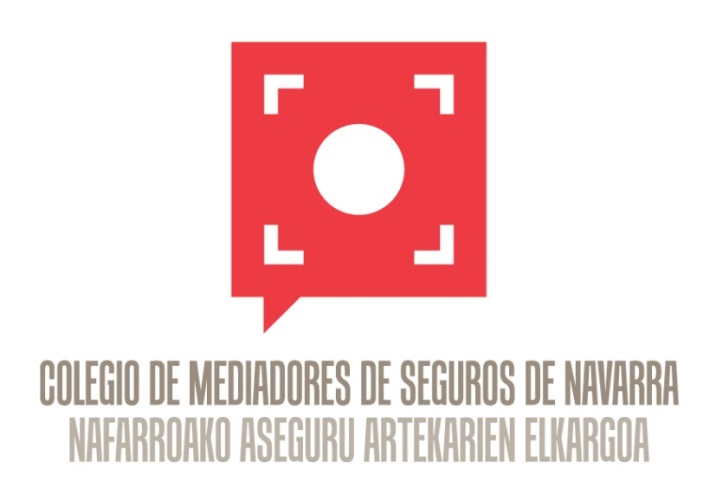 COLEGIO DE MEDIADORES DE SEGUROS DE NAVARRA
NAFARROAKO ASEGURU ARTEKARIEN ELKARGOA